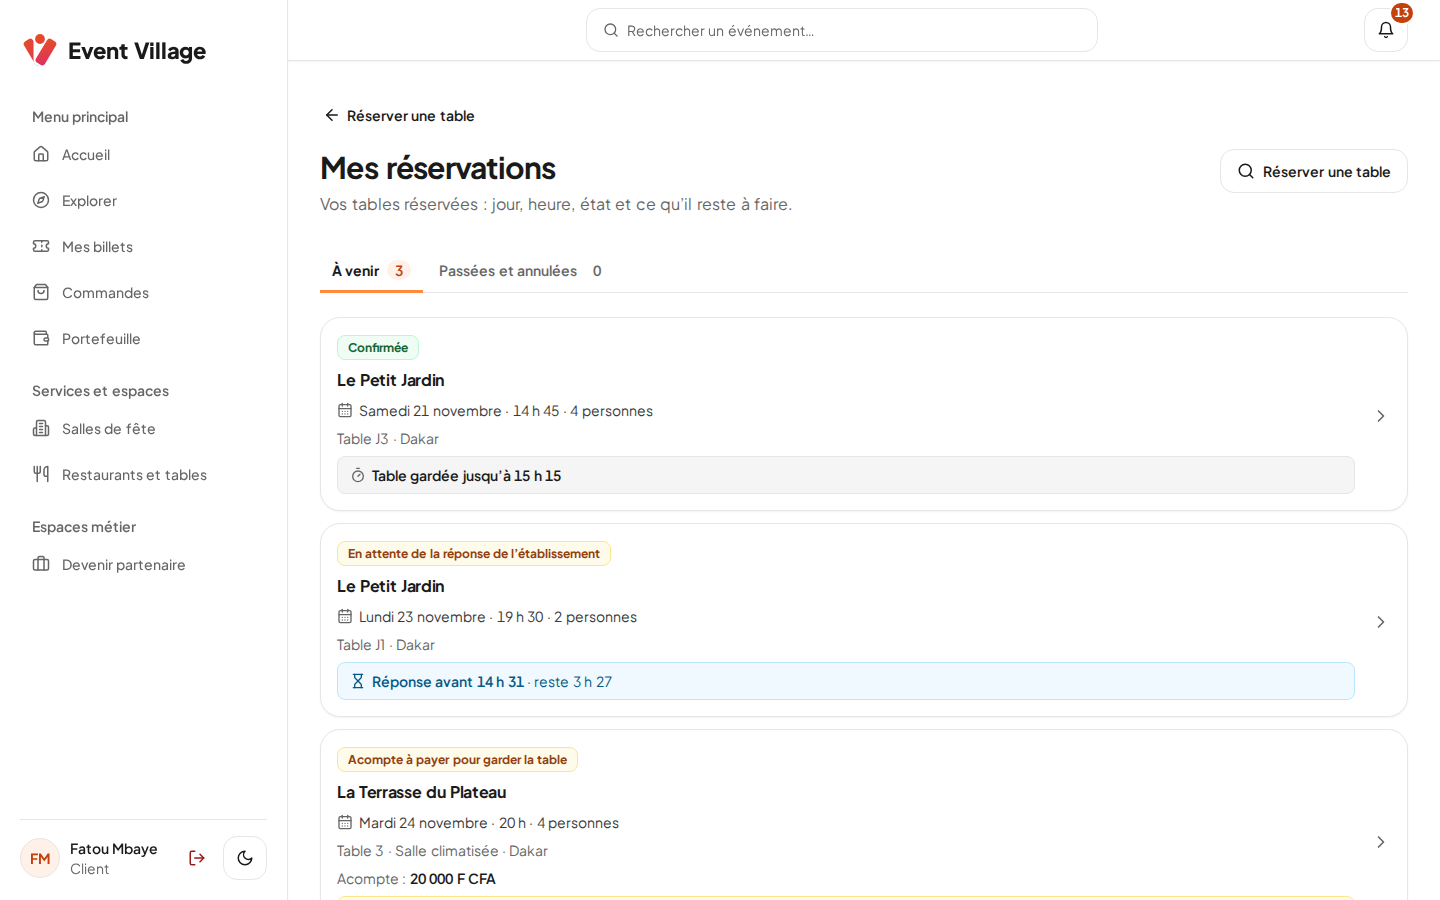 Event Village
Rechercher un événement…
13
Menu principal
Accueil
Explorer
Mes billets
Commandes
Portefeuille
Services et espaces
Salles de fête
Restaurants et tables
Espaces métier
Devenir partenaire
FM
Fatou Mbaye
Client
Réserver une table
Mes réservations
Réserver une table
Vos tables réservées : jour, heure, état et ce qu’il reste à faire.
À venir 3 Passées et annulées 0
Confirmée
Le Petit Jardin
Samedi 21 novembre · 14 h 45 · 4 personnes
Table J3 · Dakar
Table gardée jusqu’à 15 h 15
En attente de la réponse de l’établissement
Le Petit Jardin
Lundi 23 novembre · 19 h 30 · 2 personnes
Table J1 · Dakar
Réponse avant 14 h 31 · reste 3 h 27
Acompte à payer pour garder la table
La Terrasse du Plateau
Mardi 24 novembre · 20 h · 4 personnes
Table 3 · Salle climatisée · Dakar
Acompte : 20 000 F CFA